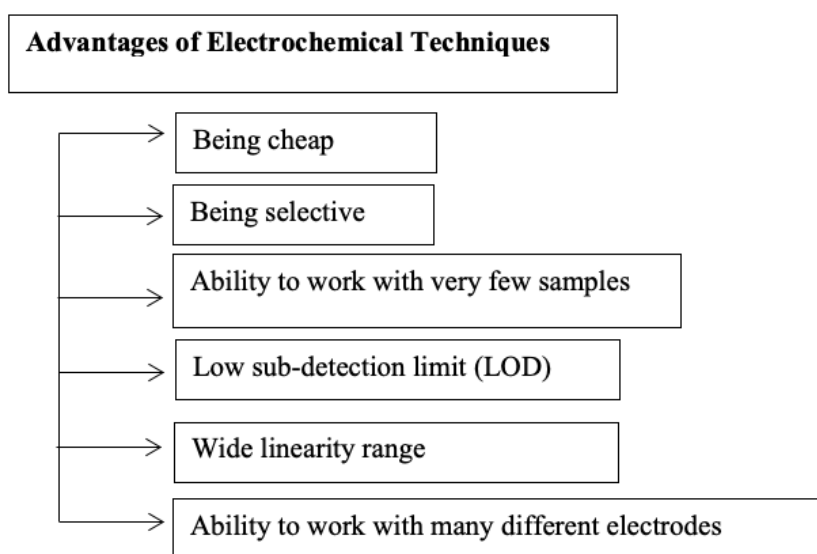 Advantages of Electrochemical Techniques
Being cheap
Being selective
Ability to work with very few samples
Low sub-detection limit (LOD)
Wide linearity range
Ability to work with many different electrodes